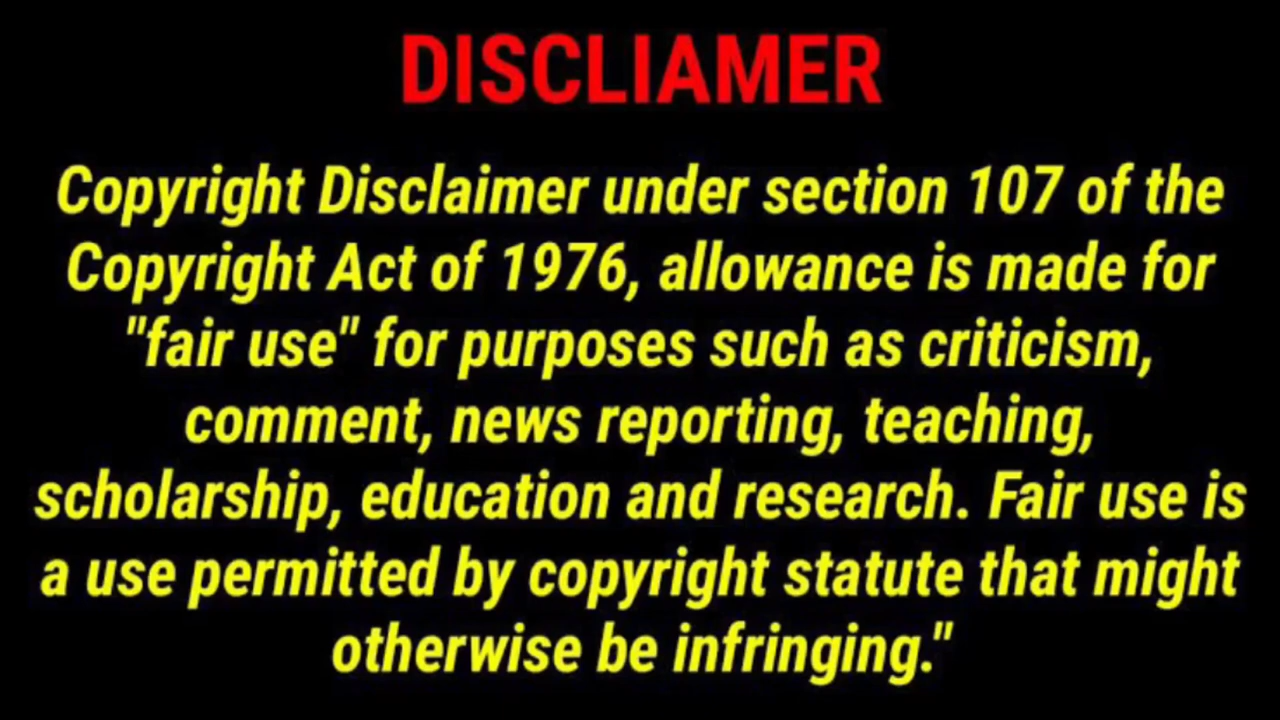 DISCLIAMER
Copyright Disclaimer under section 107 of the
Copyright Act of 1976, allowance is made for
"fair use" for purposes such as criticism,
comment, news reporting, teaching,
scholarship, education and research. Fair use is
a use permitted by copyright statute that might
otherwise be infringing."